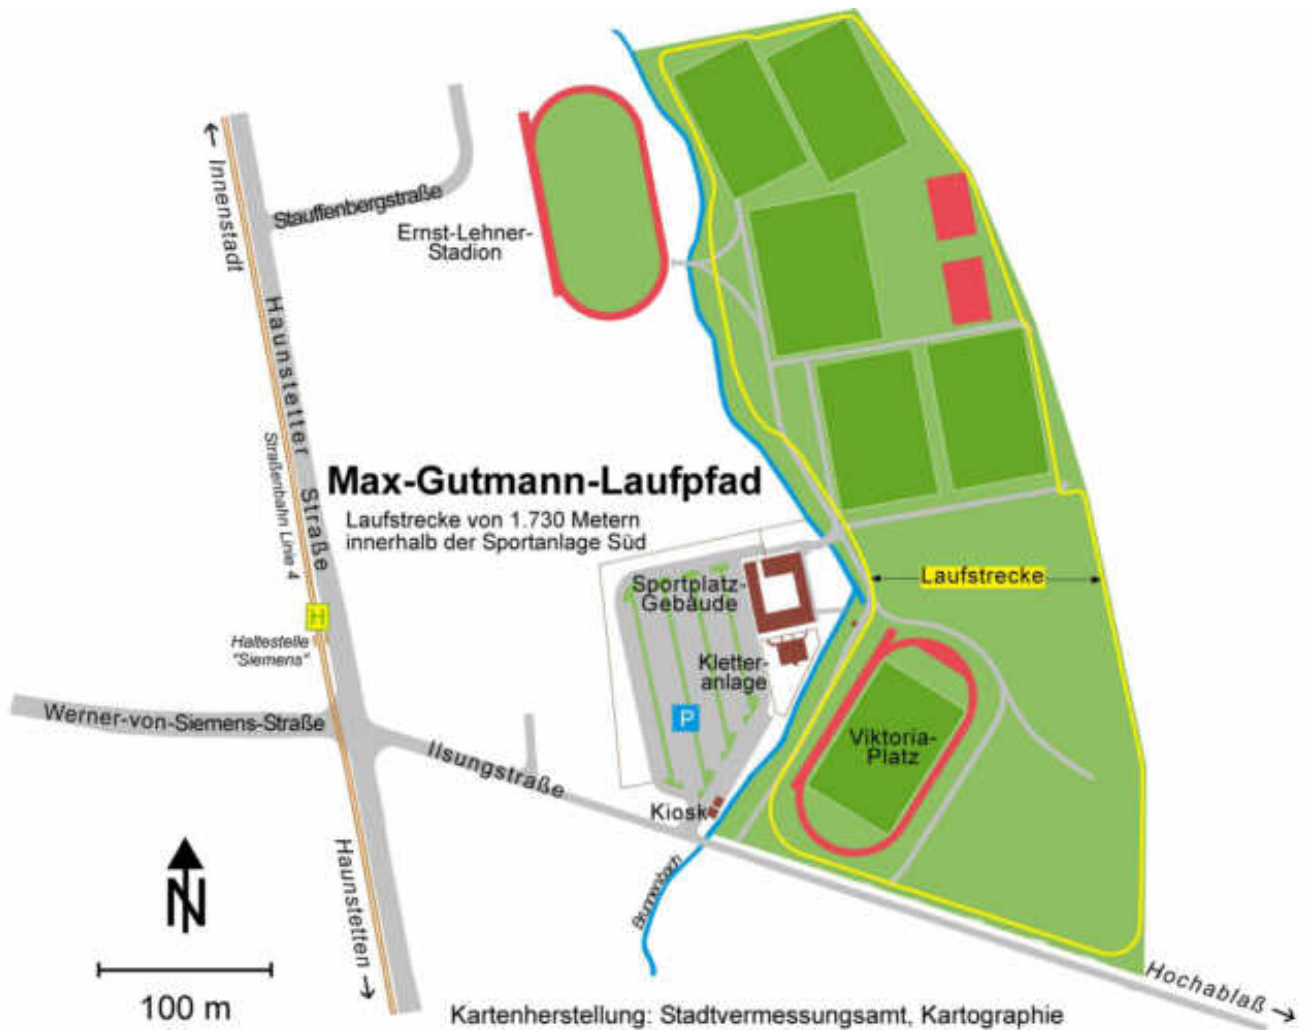 Innenstadt
Stauffenbergstraße
Ernst-Lehner-
Stadion
Haunstetter Straße
Straßenbahn Linie 4
Max-Gutmann-Laufpfad
Laufstrecke von 1.730 Metern
innerhalb der Sportanlage Süd
Laufstrecke
Sportplatz-
Gebäude
H
Haltestelle
"Siemens"
Kletter-
anlage
P
Werner-von-Siemens-Straße
Ilsungstraße
Viktoria-
Platz
Kiosk
Brunnenbach
Haunstetten
N
100 m
Hochablaß
Kartenherstellung: Stadtvermessungsamt, Kartographie